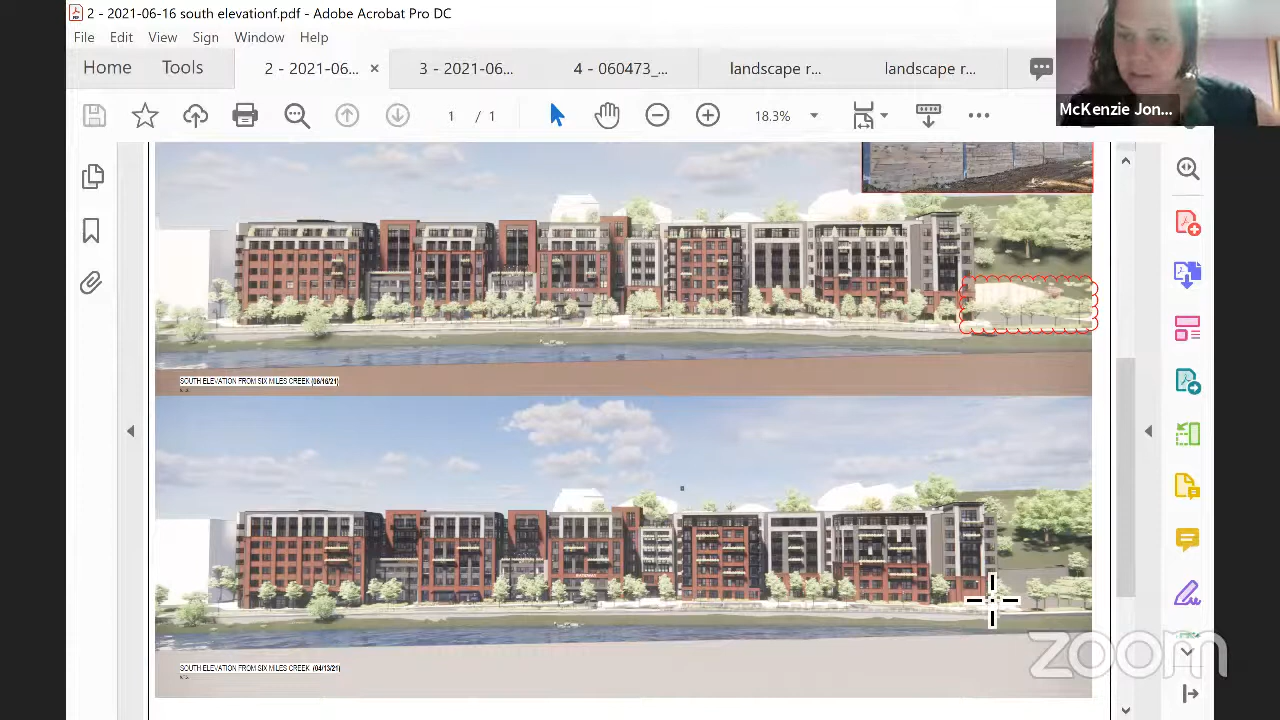 2 - 2021-06-16 south elevationf.pdf - Adobe Acrobat Pro DC
File Edit View Sign Window Help
Home Tools 2 - 2021-06... × 3 - 2021-06... 4 - 060473_... landscape r... landscape r...
McKenzie Jon...
1 / 1 18.3%
GATEWAY
SOUTH ELEVATION FROM SIX MILES CREEK (06/16/21)
GATEWAY
SOUTH ELEVATION FROM SIX MILES CREEK (04/13/21)
zoom